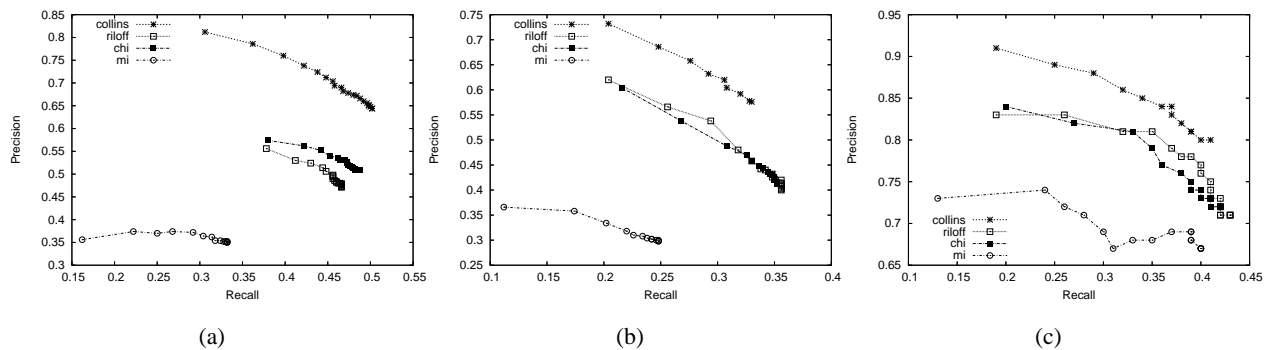 0.85
0.8
0.75
0.7
0.65
0.6
0.55
0.5
0.45
0.4
0.35
0.3
Precision
0.15 0.2 0.25 0.3 0.35 0.4 0.45 0.5 0.55
Recall
collins
riloff
chi
mi
(a)
0.75
0.7
0.65
0.6
0.55
0.5
0.45
0.4
0.35
0.3
0.25
Precision
0.1 0.15 0.2 0.25 0.3 0.35 0.4
Recall
collins
riloff
chi
mi
(b)
0.95
0.9
0.85
0.8
0.75
0.7
0.65
Precision
0.1 0.15 0.2 0.25 0.3 0.35 0.4 0.45
Recall
collins
riloff
chi
mi
(c)